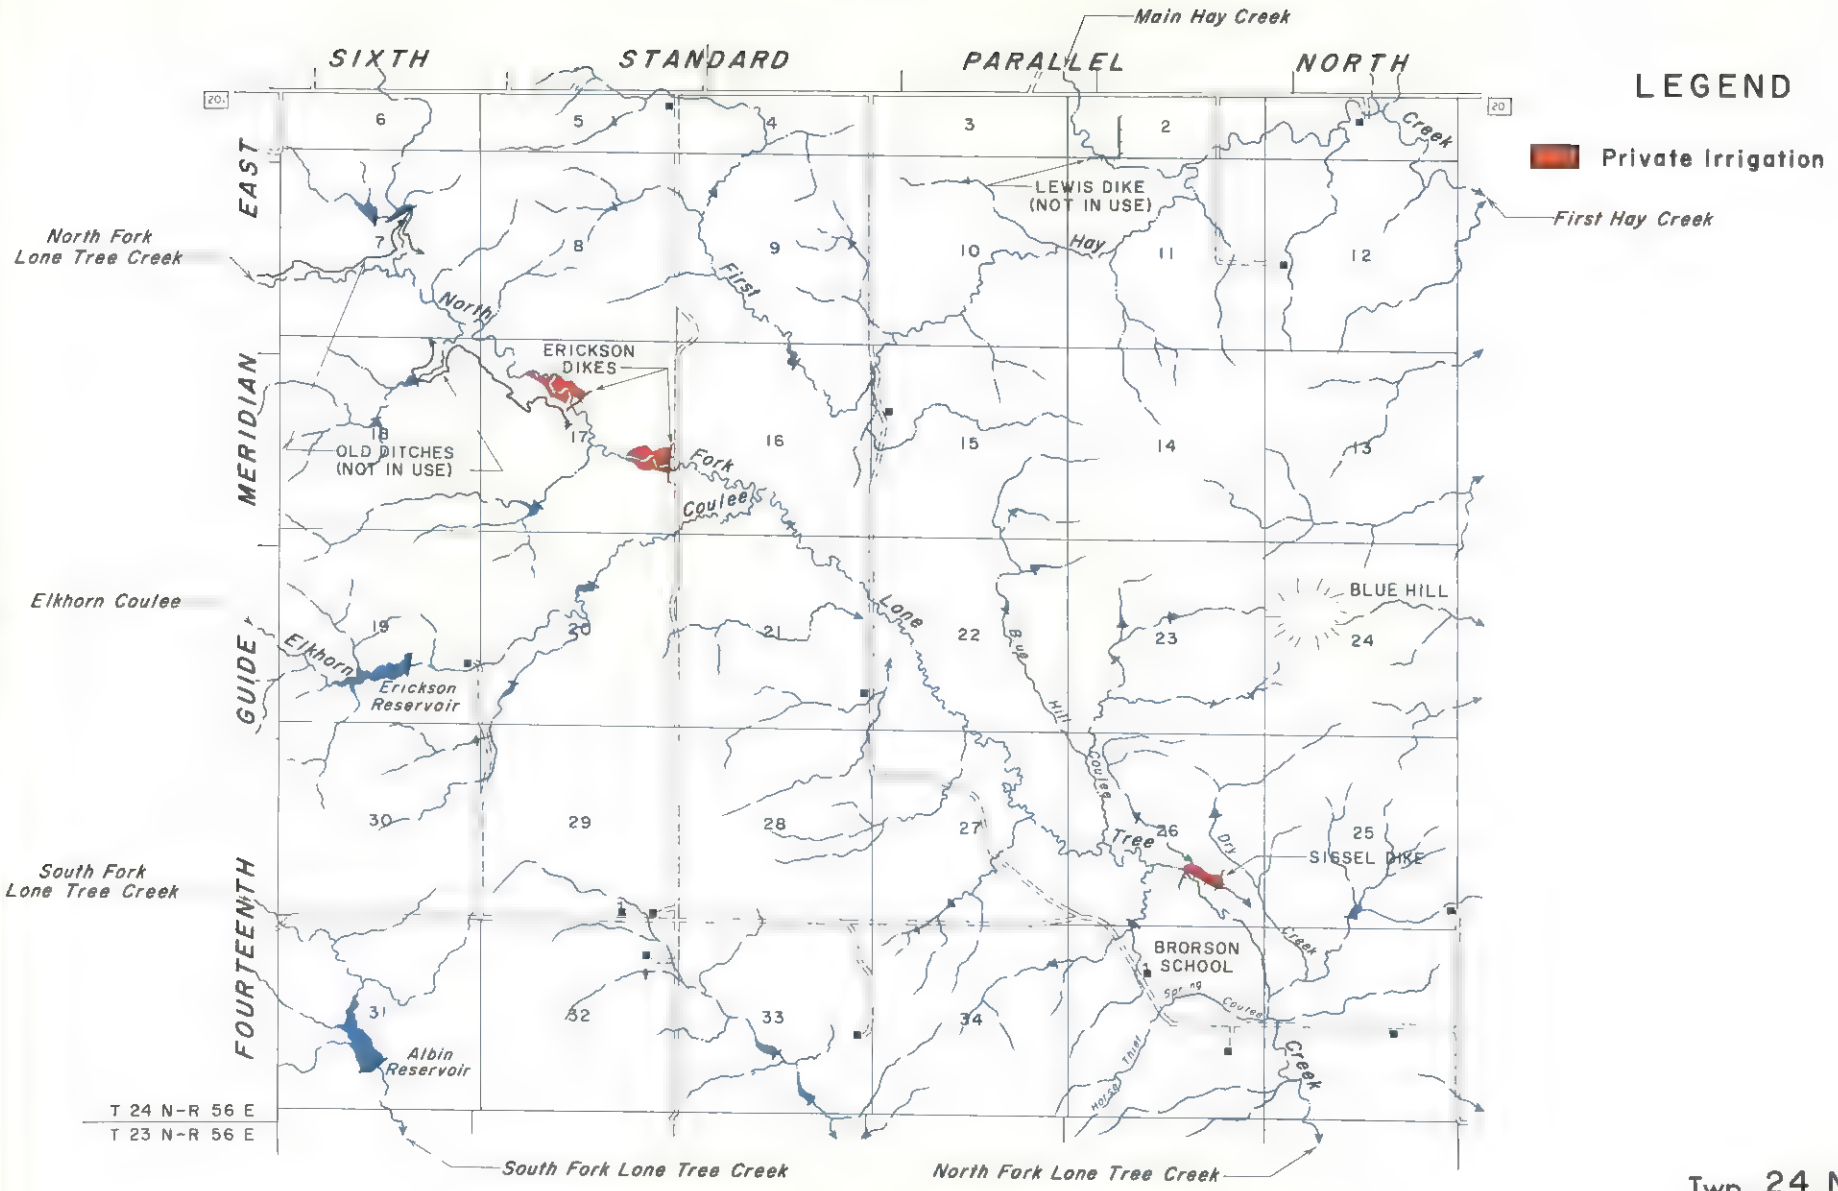 Main Hay Creek
SIXTH STANDARD PARALLEL NORTH
LEGEND
20
20
6
5
4
3
2
Creek
Private Irrigation
EAST
LEWIS DIKE
(NOT IN USE)
First Hay Creek
North Fork
Lone Tree Creek
7
8
9
10
Hay
11
12
First
North
ERICKSON
DIKES
MERIDIAN
18
17
16
15
14
13
OLD DITCHES
(NOT IN USE)
Fork
Coulee
Elkhorn Coulee
BLUE HILL
Lone
19
20
21
22
23
24
Elkhorn
Blue
Erickson
Reservoir
GUIDE
Hill
Coulee
30
29
28
27
Tree
26
Dry
25
SISSEL DIKE
South Fork
Lone Tree Creek
FOURTEENTH
Creek
BRORSON
SCHOOL
Spring
Coulee
31
32
33
34
Albin
Reservoir
Horse Thief
Creek
T 24 N-R 56 E
T 23 N-R 56 E
South Fork Lone Tree Creek
North Fork Lone Tree Creek
Twp. 24 N